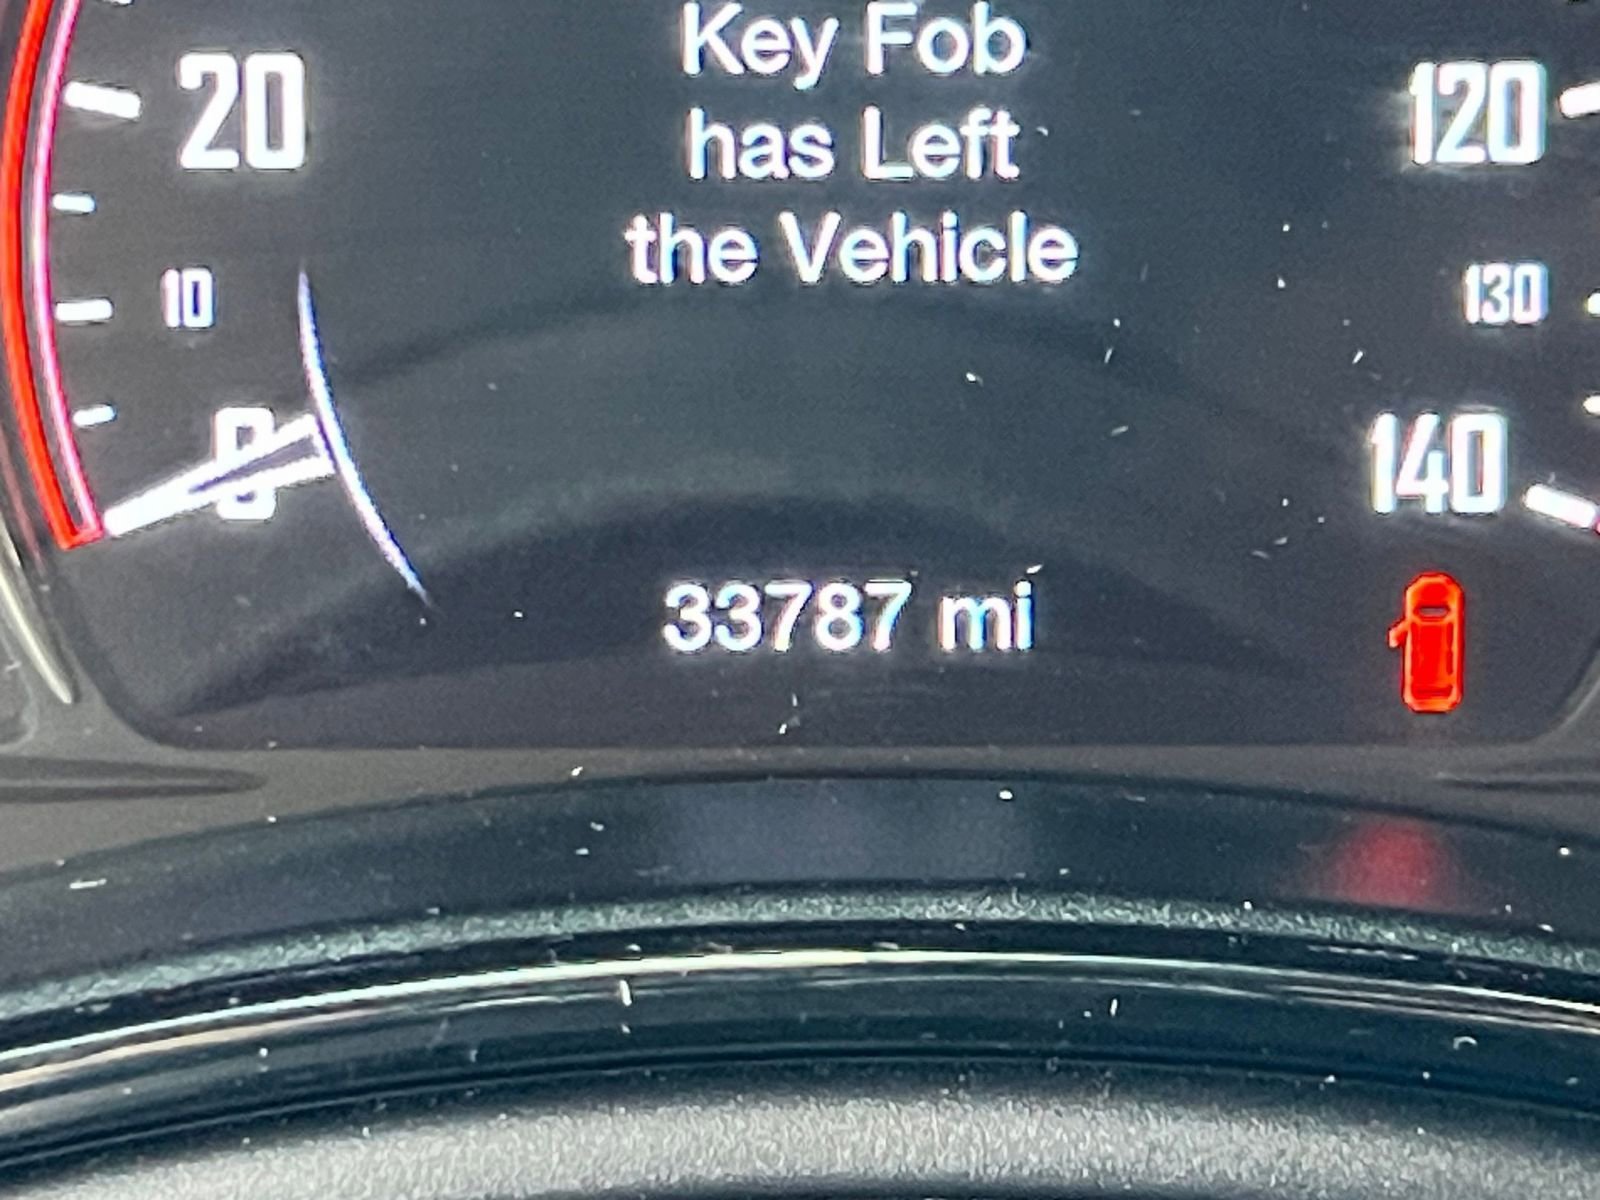 Key Fob
has Left
the Vehicle
20
120
10
130
0
140
33787 mi